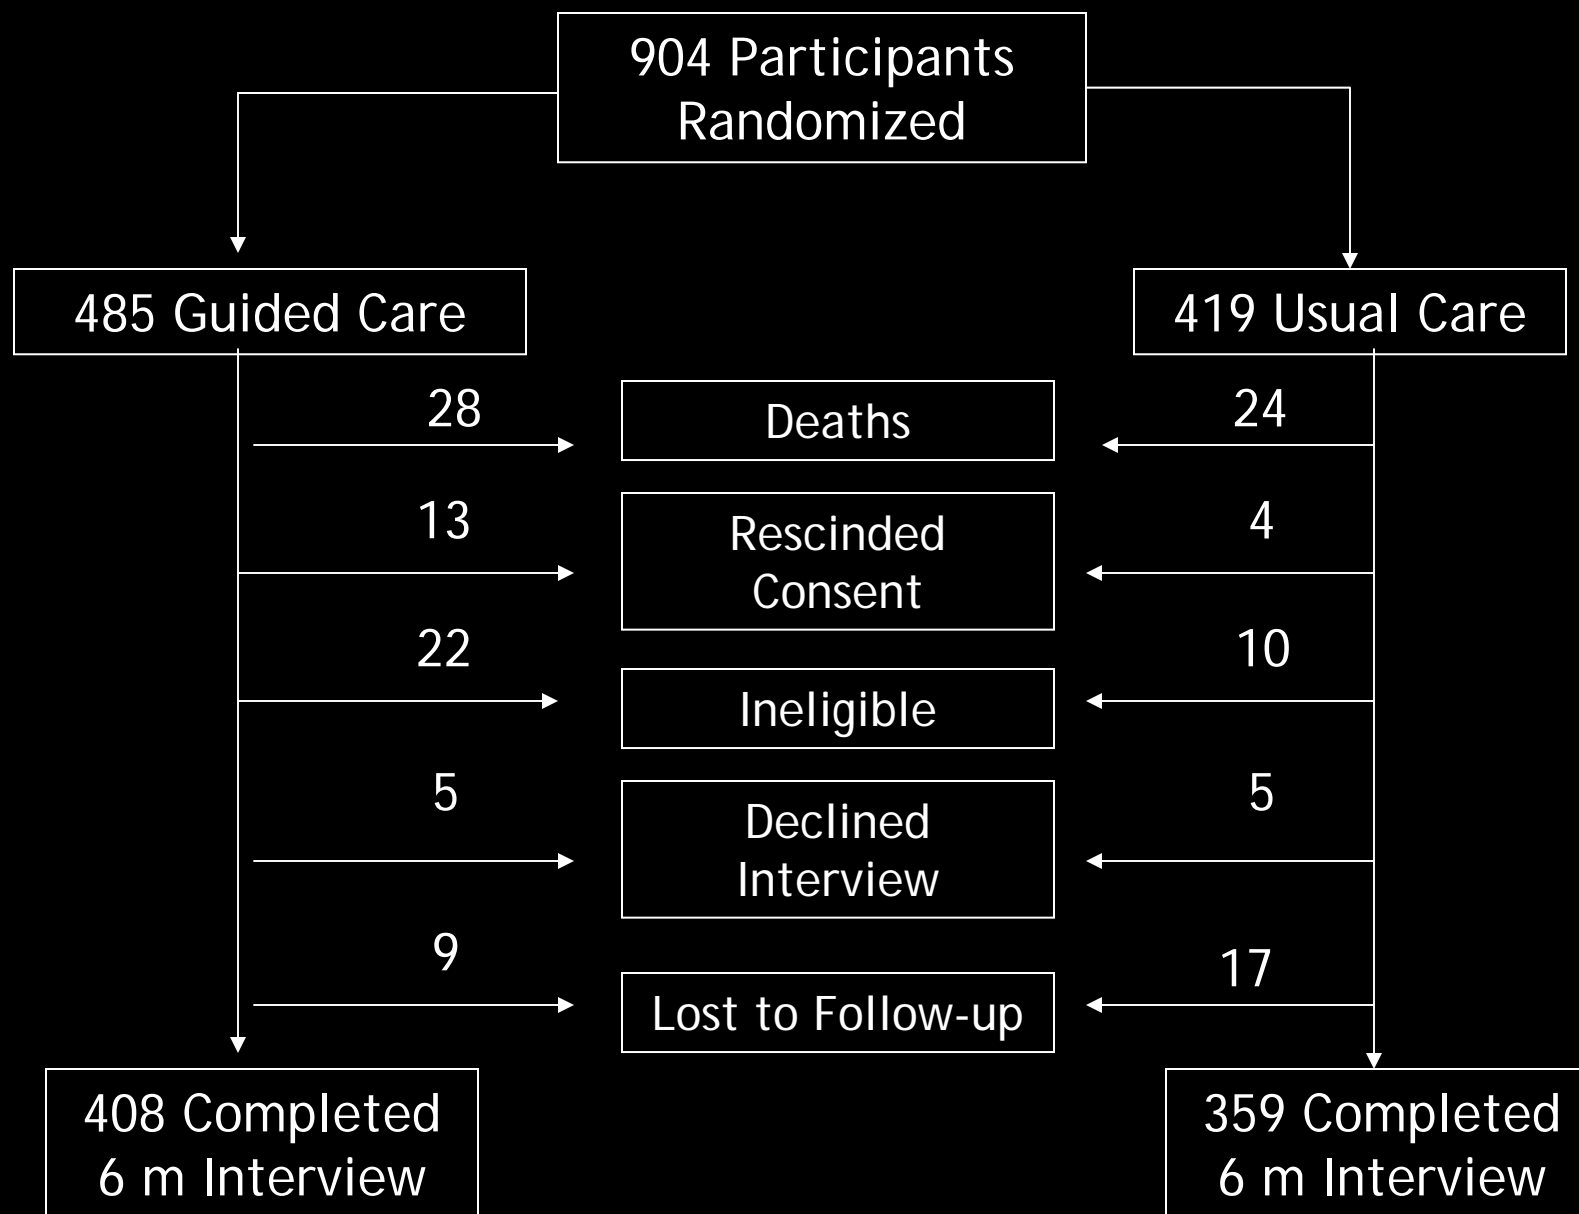 904 Participants
Randomized
485 Guided Care
419 Usual Care
28
Deaths
24
13
Rescinded
Consent
4
22
Ineligible
10
5
Declined
Interview
5
9
Lost to Follow-up
17
408 Completed
6 m Interview
359 Completed
6 m Interview